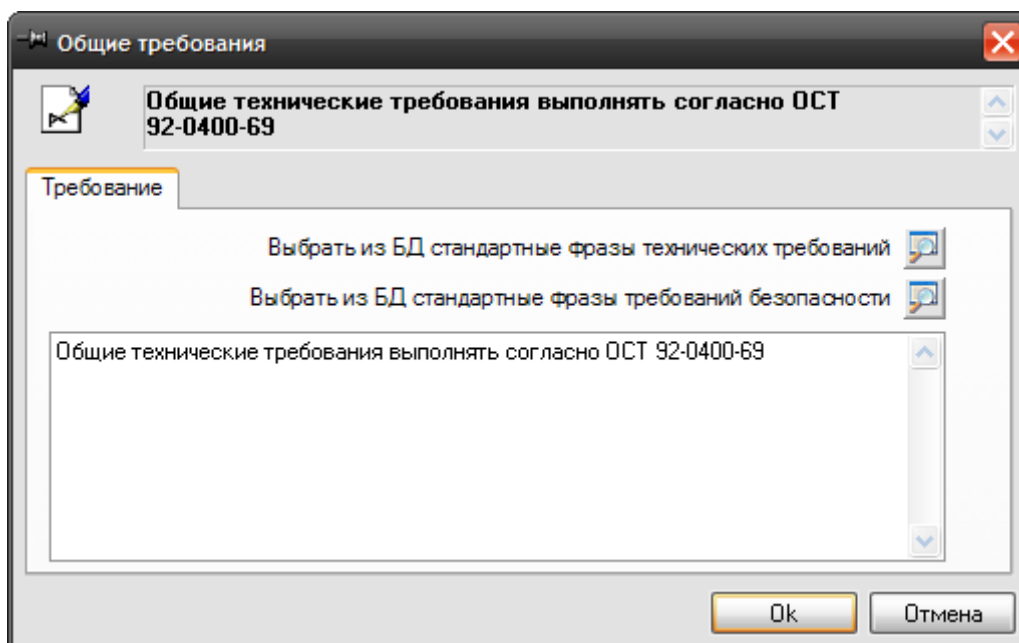 Общие требования
Общие технические требования выполнять согласно ОСТ
92-0400-69
Требование
Выбрать из БД стандартные фразы технических требований
Выбрать из БД стандартные фразы требований безопасности
Общие технические требования выполнять согласно ОСТ 92-0400-69
Ok
Отмена